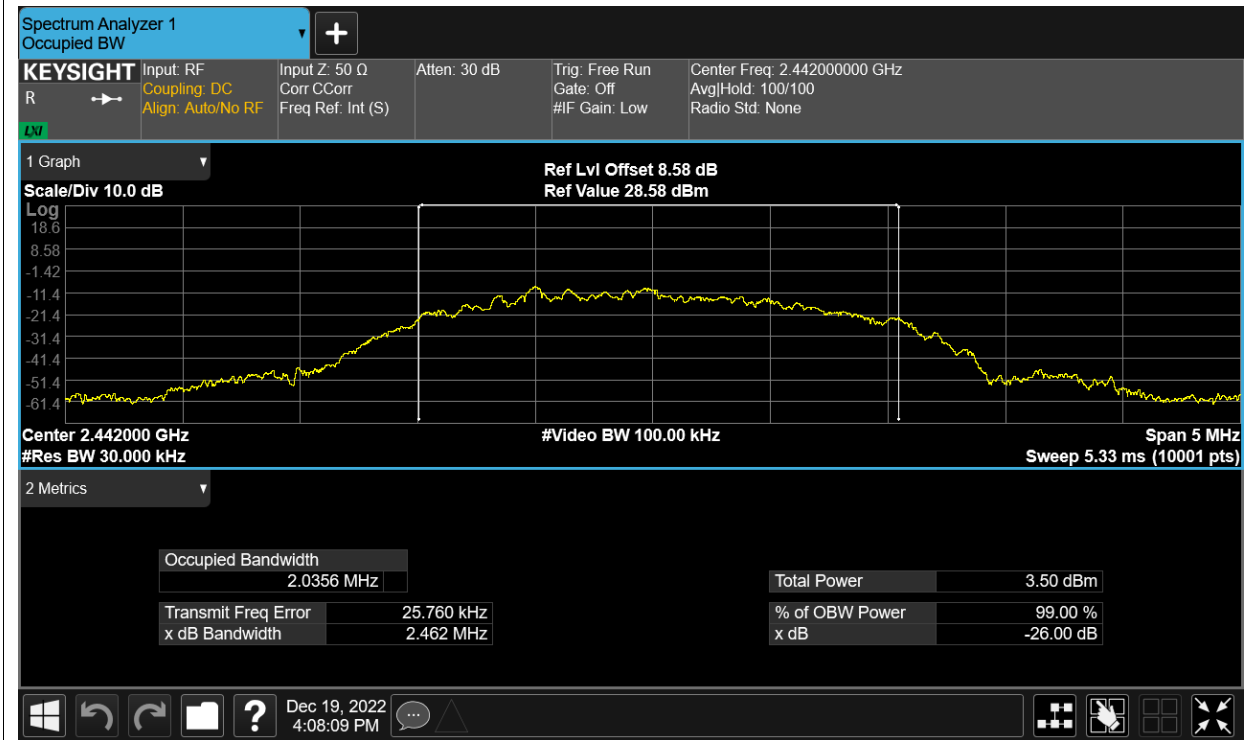 Spectrum Analyzer 1
Occupied BW
KEYSIGHT
R
LXI
Input: RF
Coupling: DC
Align: Auto/No RF
Input Z: 50 Ω
Corr CCorr
Freq Ref: Int (S)
Atten: 30 dB
Trig: Free Run
Gate: Off
#IF Gain: Low
Center Freq: 2.442000000 GHz
Avg|Hold: 100/100
Radio Std: None
1 Graph
Scale/Div 10.0 dB
Ref Lvl Offset 8.58 dB
Ref Value 28.58 dBm
Log
18.6
8.58
-1.42
-11.4
-21.4
-31.4
-41.4
-51.4
-61.4
Center 2.442000 GHz
#Video BW 100.00 kHz
Span 5 MHz
#Res BW 30.000 kHz
Sweep 5.33 ms (10001 pts)
2 Metrics
Occupied Bandwidth
2.0356 MHz
Transmit Freq Error 25.760 kHz
x dB Bandwidth 2.462 MHz
Total Power 3.50 dBm
% of OBW Power 99.00 %
x dB -26.00 dB
?
Dec 19, 2022
4:08:09 PM